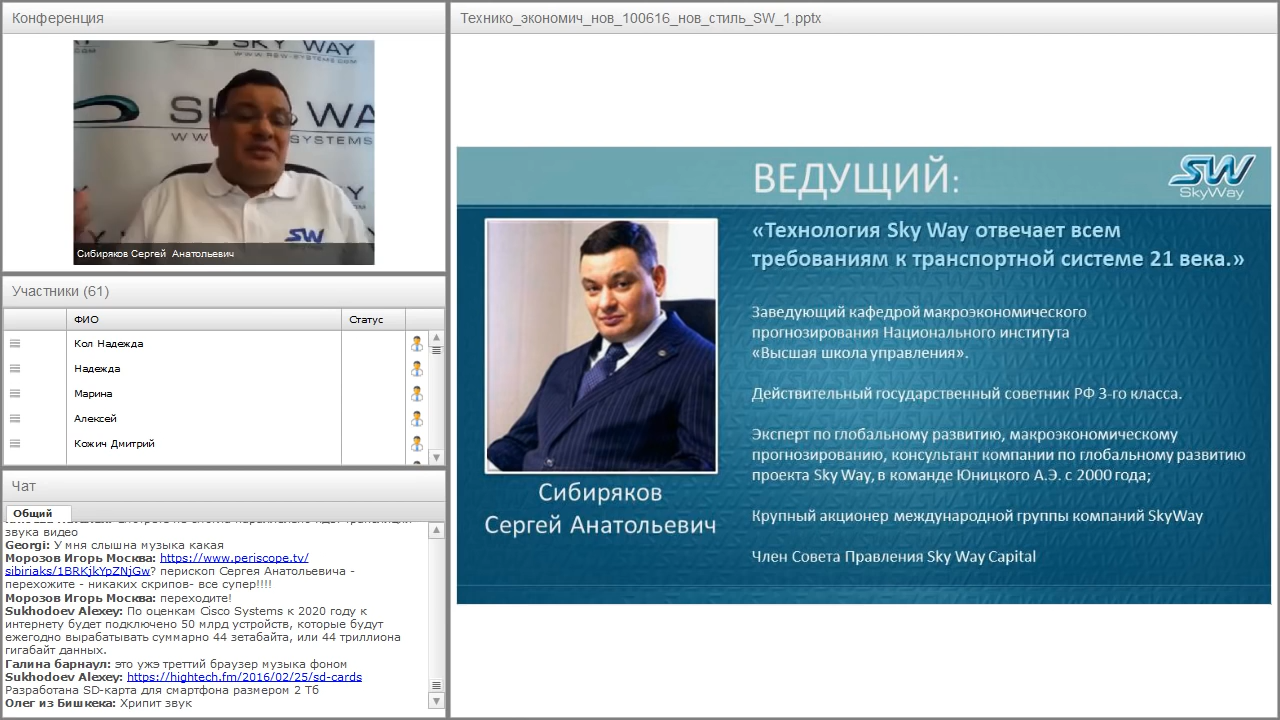 Конференция
SKY WAY
WWW.RSW-SYSTEMS.COM
SYSTEMS
SW
Сибиряков Сергей Анатольевич
Участники (61)
ФИО
Статус
Кол Надежда
Надежда
Марина
Алексей
Кожич Дмитрий
Чат
Общий
звука видео
Georgi: У мня слышна музыка какая
Морозов Игорь Москва: https://www.periscope.tv/
sibiriaks/1BRKjkYpZNjGw? перископ Сергея Анатольевича -
перехожите - никаких скрипов- все супер!!!!
Морозов Игорь Москва: переходите!
Sukhodoev Alexey: По оценкам Cisco Systems к 2020 году к
интернету будет подключено 50 млрд устройств, которые будут
ежегодно вырабатывать суммарно 44 зетабайта, или 44 триллиона
гигабайт данных.
Галина барнаул: это ужэ треттий браузер музыка фоном
Sukhodoev Alexey: https://hightech.fm/2016/02/25/sd-cards
Разработана SD-карта для смартфона размером 2 Тб
Олег из Бишкека: Хрипит звук
Технико_экономич_нов_100616_нов_стиль_SW_1.pptx
ВЕДУЩИЙ:
SW
SkyWay
«Технология Sky Way отвечает всем
требованиям к транспортной системе 21 века.»
Заведующий кафедрой макроэкономического
прогнозирования Национального института
«Высшая школа управления».
Действительный государственный советник РФ 3-го класса.
Эксперт по глобальному развитию, макроэкономическому
прогнозированию, консультант компании по глобальному развитию
проекта Sky Way, в команде Юницкого А.Э. с 2000 года;
Крупный акционер международной группы компаний SkyWay
Член Совета Правления Sky Way Capital
Сибиряков
Сергей Анатольевич